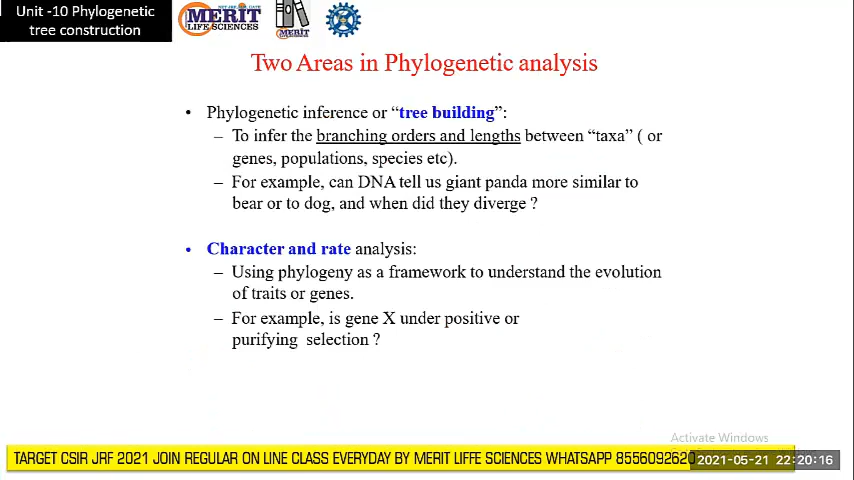 Unit -10 Phylogenetic
tree construction
MERIT
LIFE SCIENCES
MERIT
Two Areas in Phylogenetic analysis
• Phylogenetic inference or “tree building”:
– To infer the branching orders and lengths between “taxa” ( or
genes, populations, species etc).
– For example, can DNA tell us giant panda more similar to
bear or to dog, and when did they diverge ?
• Character and rate analysis:
– Using phylogeny as a framework to understand the evolution
of traits or genes.
– For example, is gene X under positive or
purifying selection ?
Activate Windows
TARGET CSIR JRF 2021 JOIN REGULAR ON LINE CLASS EVERYDAY BY MERIT LIFFE SCIENCES WHATSAPP 8556092620
2021-05-21 22:20:16